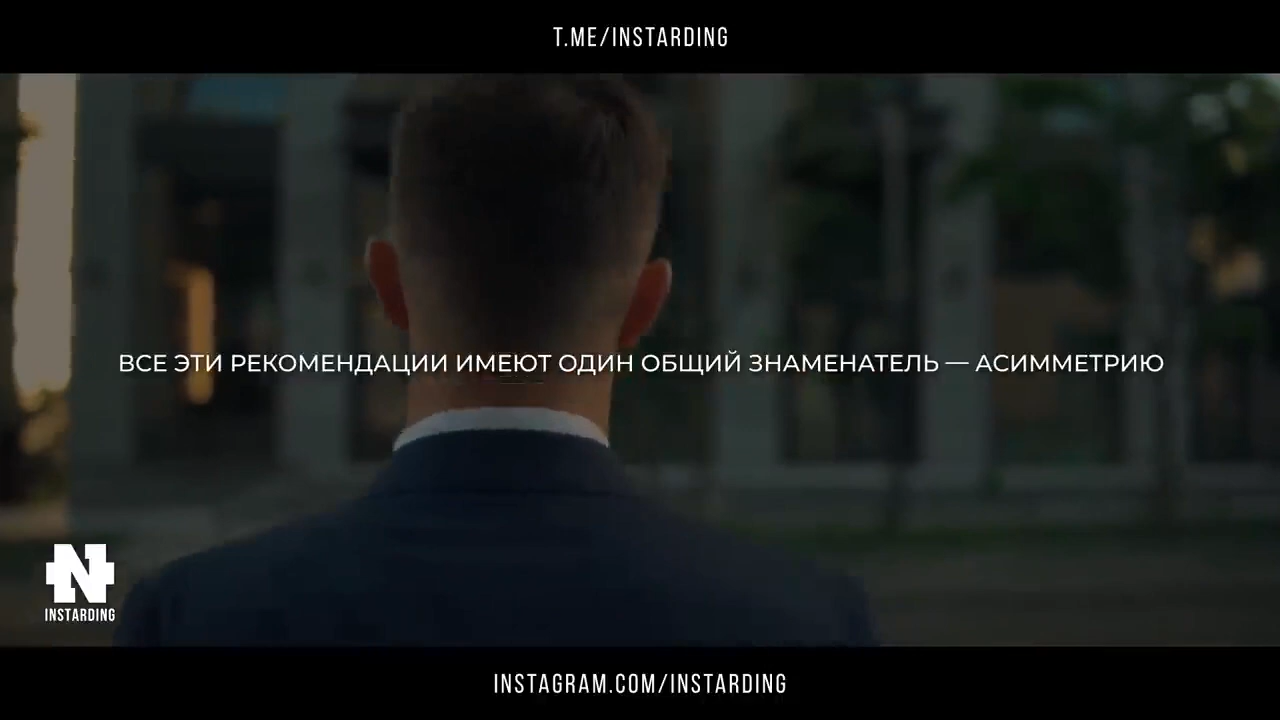 T.ME/INSTARDING
ВСЕ ЭТИ РЕКОМЕНДАЦИИ ИМЕЮТ ОДИН ОБЩИЙ ЗНАМЕНАТЕЛЬ — АСИММЕТРИЮ
N
INSTARDING
INSTAGRAM.COM/INSTARDING